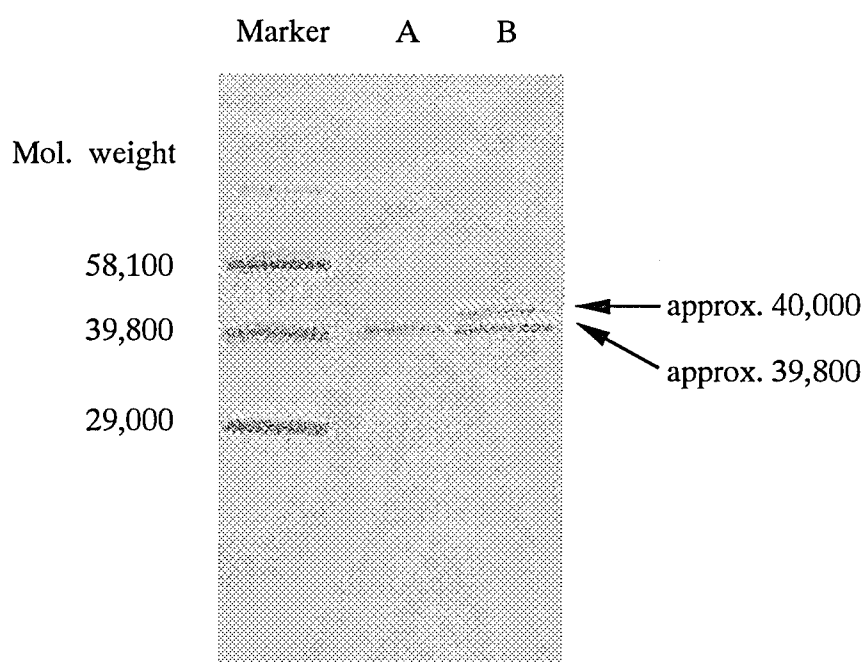 Marker A B
Mol. weight
58,100
approx. 40,000
39,800
approx. 39,800
29,000